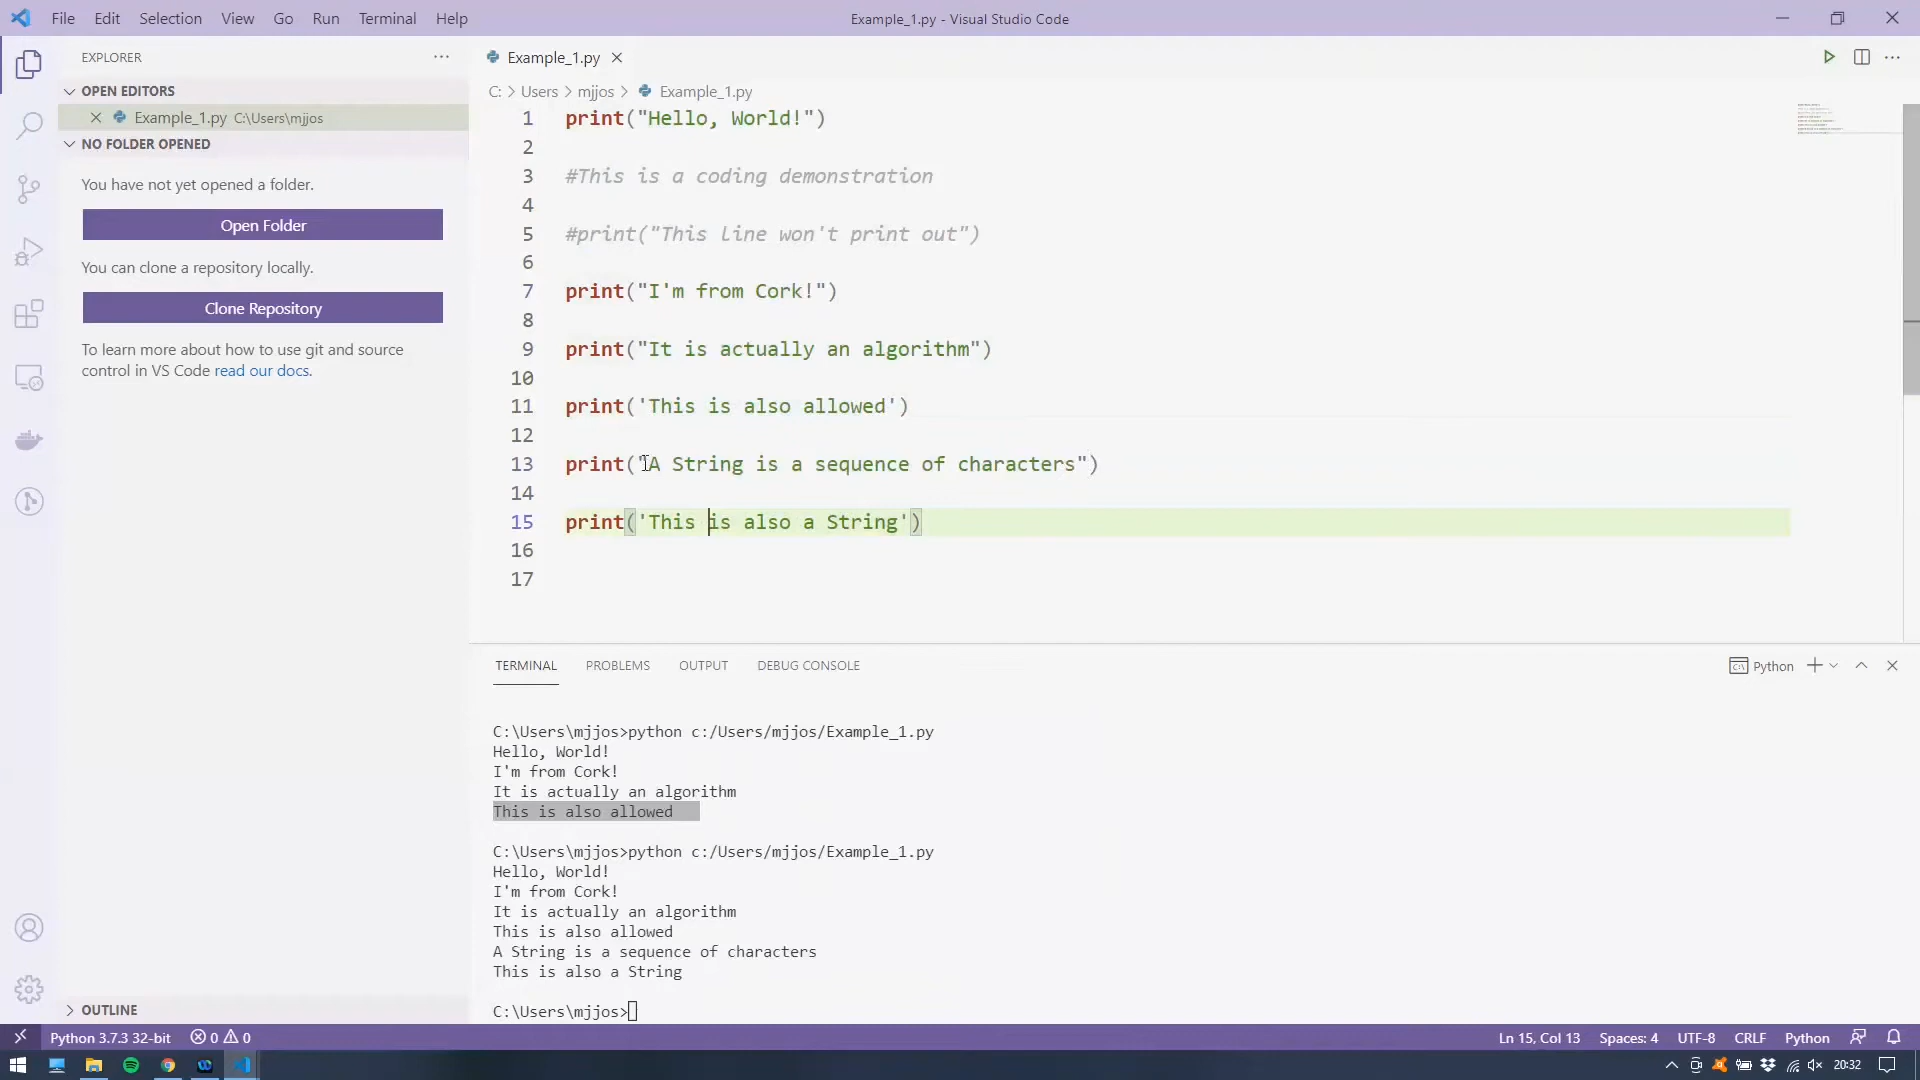 File Edit Selection View Go Run Terminal Help
Example_1.py - Visual Studio Code
EXPLORER
OPEN EDITORS
Example_1.py C:\Users\mjjos
NO FOLDER OPENED
You have not yet opened a folder.
Open Folder
You can clone a repository locally.
Clone Repository
To learn more about how to use git and source
control in VS Code read our docs.
OUTLINE
Example_1.py
C: > Users > mjjos > Example_1.py
1 print("Hello, World!")
2
3 #This is a coding demonstration
4
5 #print("This line won't print out")
6
7 print("I'm from Cork!")
8
9 print("It is actually an algorithm")
10
11 print('This is also allowed')
12
13 print("A String is a sequence of characters")
14
15 print('This is also a String')
16
17
TERMINAL PROBLEMS OUTPUT DEBUG CONSOLE
Python
C:\Users\mjjos>python c:/Users/mjjos/Example_1.py
Hello, World!
I'm from Cork!
It is actually an algorithm
This is also allowed
C:\Users\mjjos>python c:/Users/mjjos/Example_1.py
Hello, World!
I'm from Cork!
It is actually an algorithm
This is also allowed
A String is a sequence of characters
This is also a String
C:\Users\mjjos>
Python 3.7.3 32-bit 0 0
Ln 15, Col 13 Spaces: 4 UTF-8 CRLF Python
20:32